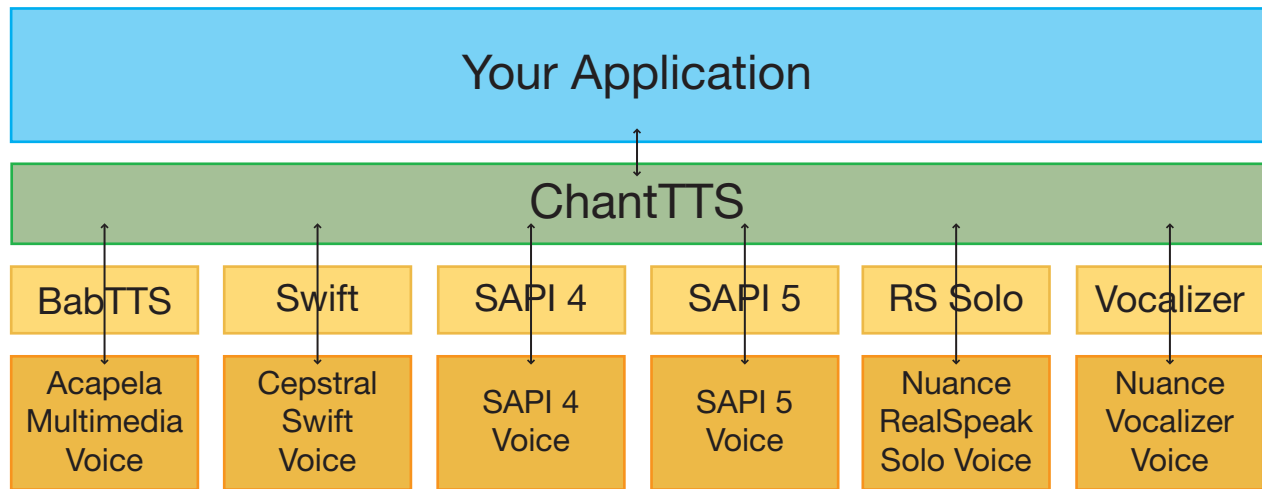 Your Application
ChantTTS
BabTTS
Swift
SAPI 4
SAPI 5
RS Solo
Vocalizer
Acapela
Multimedia
Voice
Cepstral
Swift
Voice
SAPI 4
Voice
SAPI 5
Voice
Nuance
RealSpeak
Solo Voice
Nuance
Vocalizer
Voice